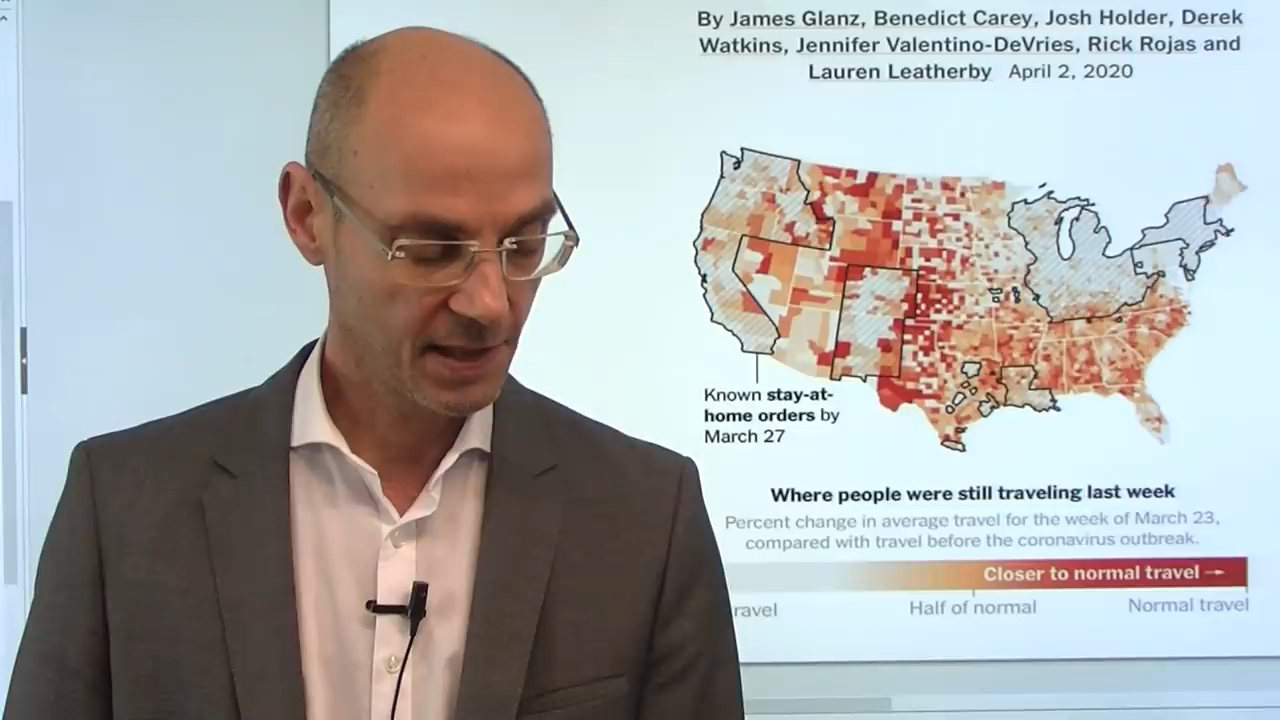 By James Glanz, Benedict Carey, Josh Holder, Derek
Watkins, Jennifer Valentino-DeVries, Rick Rojas and
Lauren Leatherby April 2, 2020
Known stay-at-
home orders by
March 27
Where people were still traveling last week
Percent change in average travel for the week of March 23,
compared with travel before the coronavirus outbreak.
Closer to normal travel →
ravel
Half of normal
Normal travel